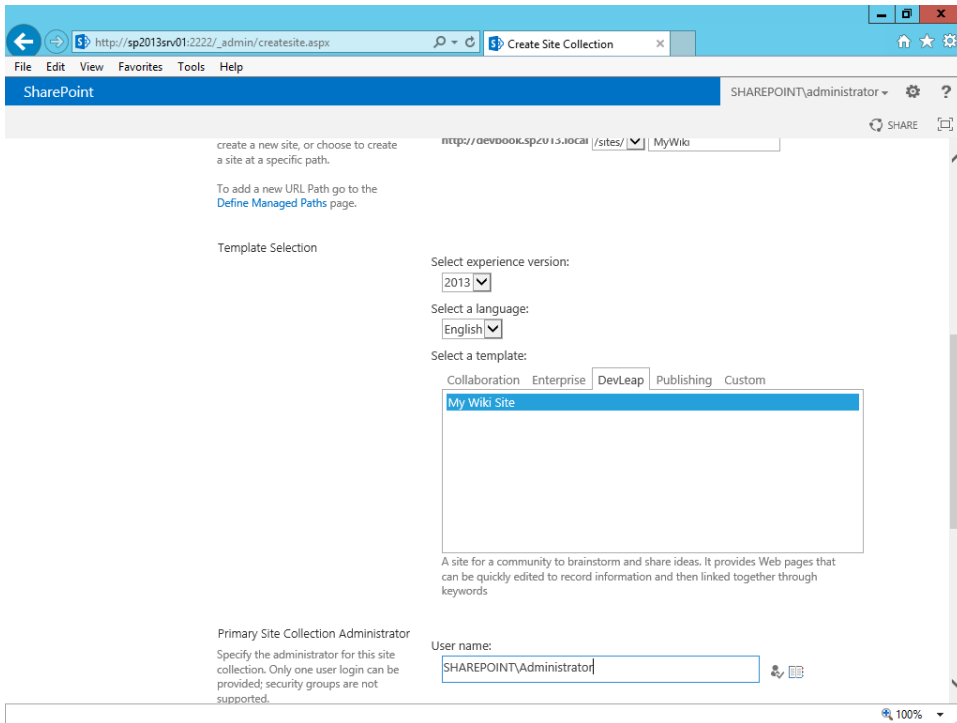 http://sp2013srv01:2222/_admin/createsite.aspx
Create Site Collection
File Edit View Favorites Tools Help
SharePoint
SHAREPOINT\administrator
?
SHARE
create a new site, or choose to create
a site at a specific path.
http://devbook.sp2013.local /sites/ MyWiki
To add a new URL Path go to the
Define Managed Paths page.
Template Selection
Select experience version:
2013
Select a language:
English
Select a template:
Collaboration Enterprise DevLeap Publishing Custom
My Wiki Site
A site for a community to brainstorm and share ideas. It provides Web pages that
can be quickly edited to record information and then linked together through
keywords
Primary Site Collection Administrator
Specify the administrator for this site
collection. Only one user login can be
provided; security groups are not
supported.
User name:
SHAREPOINT\Administrator
100%